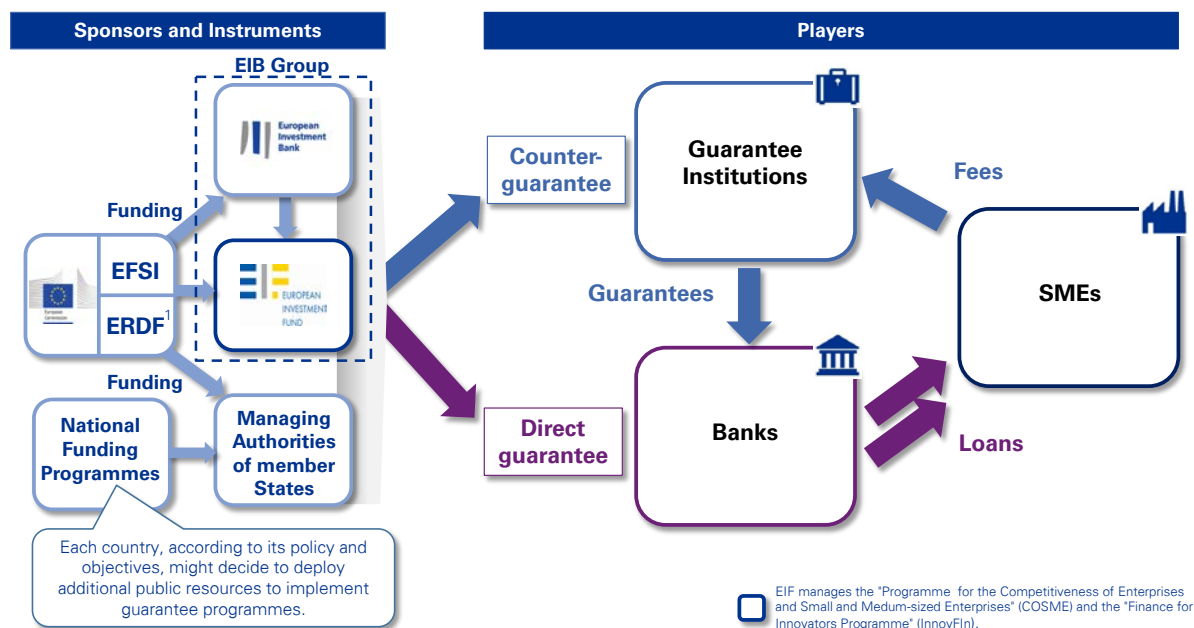 Sponsors and Instruments
Players
EIB Group
European
Investment
Bank
Funding
European
Commission
EFSI
ERDF1
EUROPEAN
INVESTMENT
FUND
Funding
National
Funding
Programmes
Managing
Authorities
of member
States
Each country, according to its policy and
objectives, might decide to deploy
additional public resources to implement
guarantee programmes.
Counter-
guarantee
Direct
guarantee
Guarantee
Institutions
Guarantees
Banks
Fees
SMEs
Loans
EIF manages the "Programme for the Competitiveness of Enterprises
and Small and Medum-sized Enterprises" (COSME) and the "Finance for
Innovators Programme" (InnovFIn).